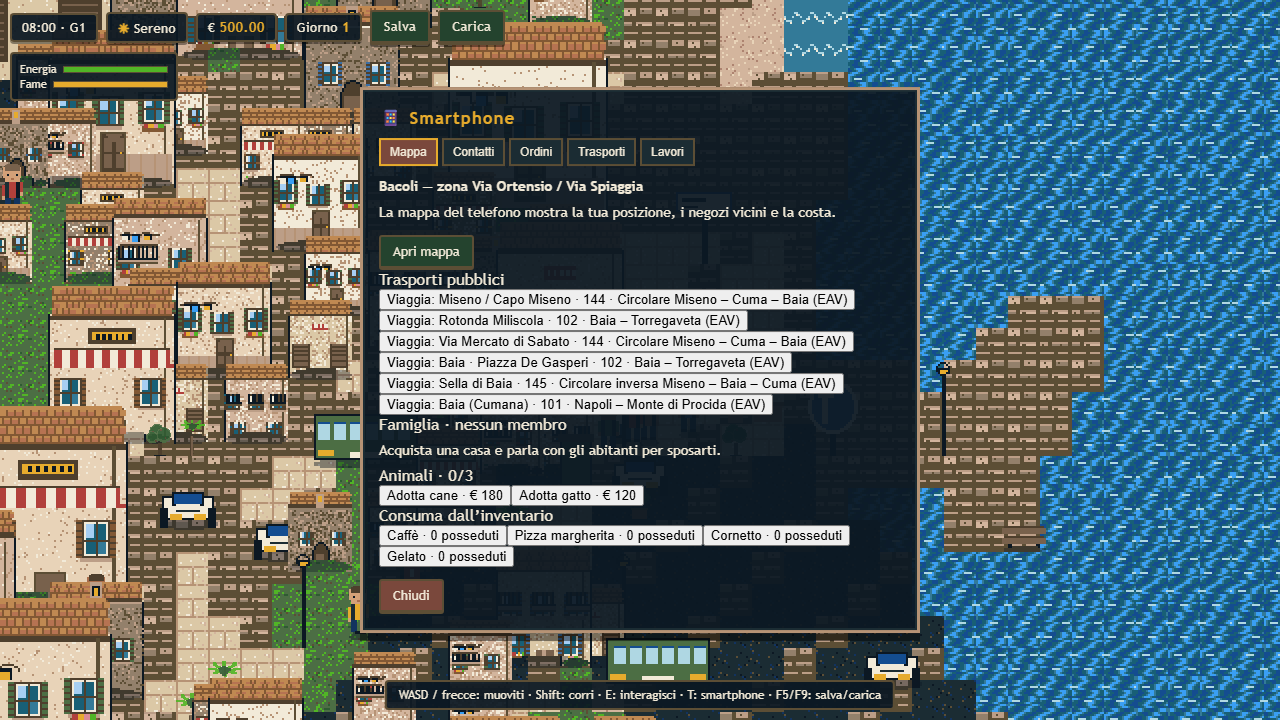 08:00 · G1
Sereno
€ 500.00
Giorno 1
Salva
Carica
Energia
Fame
Smartphone
Mappa
Contatti
Ordini
Trasporti
Lavori
Bacoli — zona Via Ortensio / Via Spiaggia
La mappa del telefono mostra la tua posizione, i negozi vicini e la costa.
Apri mappa
Trasporti pubblici
Viaggia: Miseno / Capo Miseno · 144 · Circolare Miseno – Cuma – Baia (EAV)
Viaggia: Rotonda Miliscola · 102 · Baia – Torregaveta (EAV)
Viaggia: Via Mercato di Sabato · 144 · Circolare Miseno – Cuma – Baia (EAV)
Viaggia: Baia · Piazza De Gasperi · 102 · Baia – Torregaveta (EAV)
Viaggia: Sella di Baia · 145 · Circolare inversa Miseno – Baia – Cuma (EAV)
Viaggia: Baia (Cumana) · 101 · Napoli – Monte di Procida (EAV)
Famiglia · nessun membro
Acquista una casa e parla con gli abitanti per sposarti.
Animali · 0/3
Adotta cane · € 180
Adotta gatto · € 120
Consuma dall’inventario
Caffè · 0 posseduti
Pizza margherita · 0 posseduti
Cornetto · 0 posseduti
Gelato · 0 posseduti
Chiudi
WASD / frecce: muoviti · Shift: corri · E: interagisci · T: smartphone · F5/F9: salva/carica